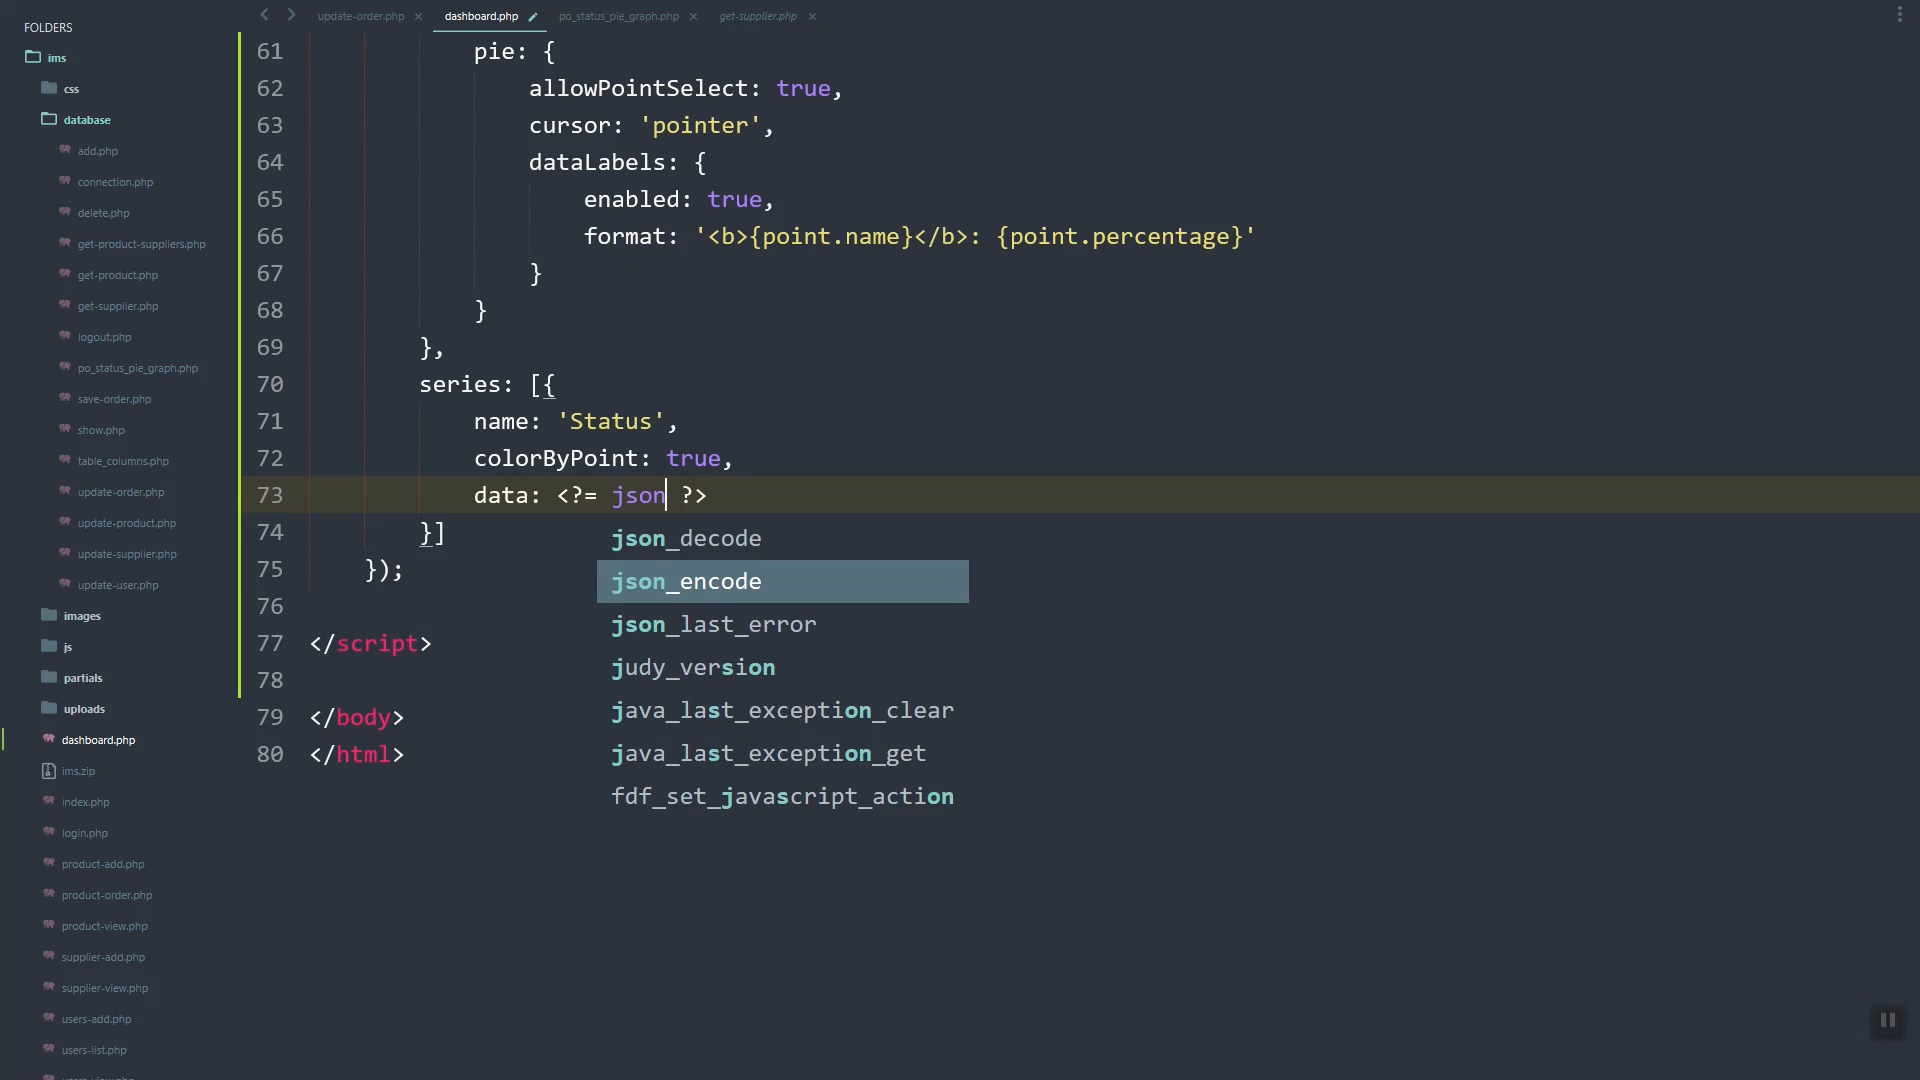 FOLDERS
ims
css
database
add.php
connection.php
delete.php
get-product-suppliers.php
get-product.php
get-supplier.php
logout.php
po_status_pie_graph.php
save-order.php
show.php
table_columns.php
update-order.php
update-product.php
update-supplier.php
update-user.php
images
js
partials
uploads
dashboard.php
ims.zip
index.php
login.php
product-add.php
product-order.php
product-view.php
supplier-add.php
supplier-view.php
users-add.php
users-list.php
update-order.php × dashboard.php po_status_pie_graph.php × get-supplier.php ×
61 pie: {
62 allowPointSelect: true,
63 cursor: 'pointer',
64 dataLabels: {
65 enabled: true,
66 format: '<b>{point.name}</b>: {point.percentage}'
67 }
68 }
69 },
70 series: [{
71 name: 'Status',
72 colorByPoint: true,
73 data: <?= json ?>
74 }]
75 });
76
77 </script>
78
79 </body>
80 </html>
json_decode
json_encode
json_last_error
judy_version
java_last_exception_clear
java_last_exception_get
fdf_set_javascript_action